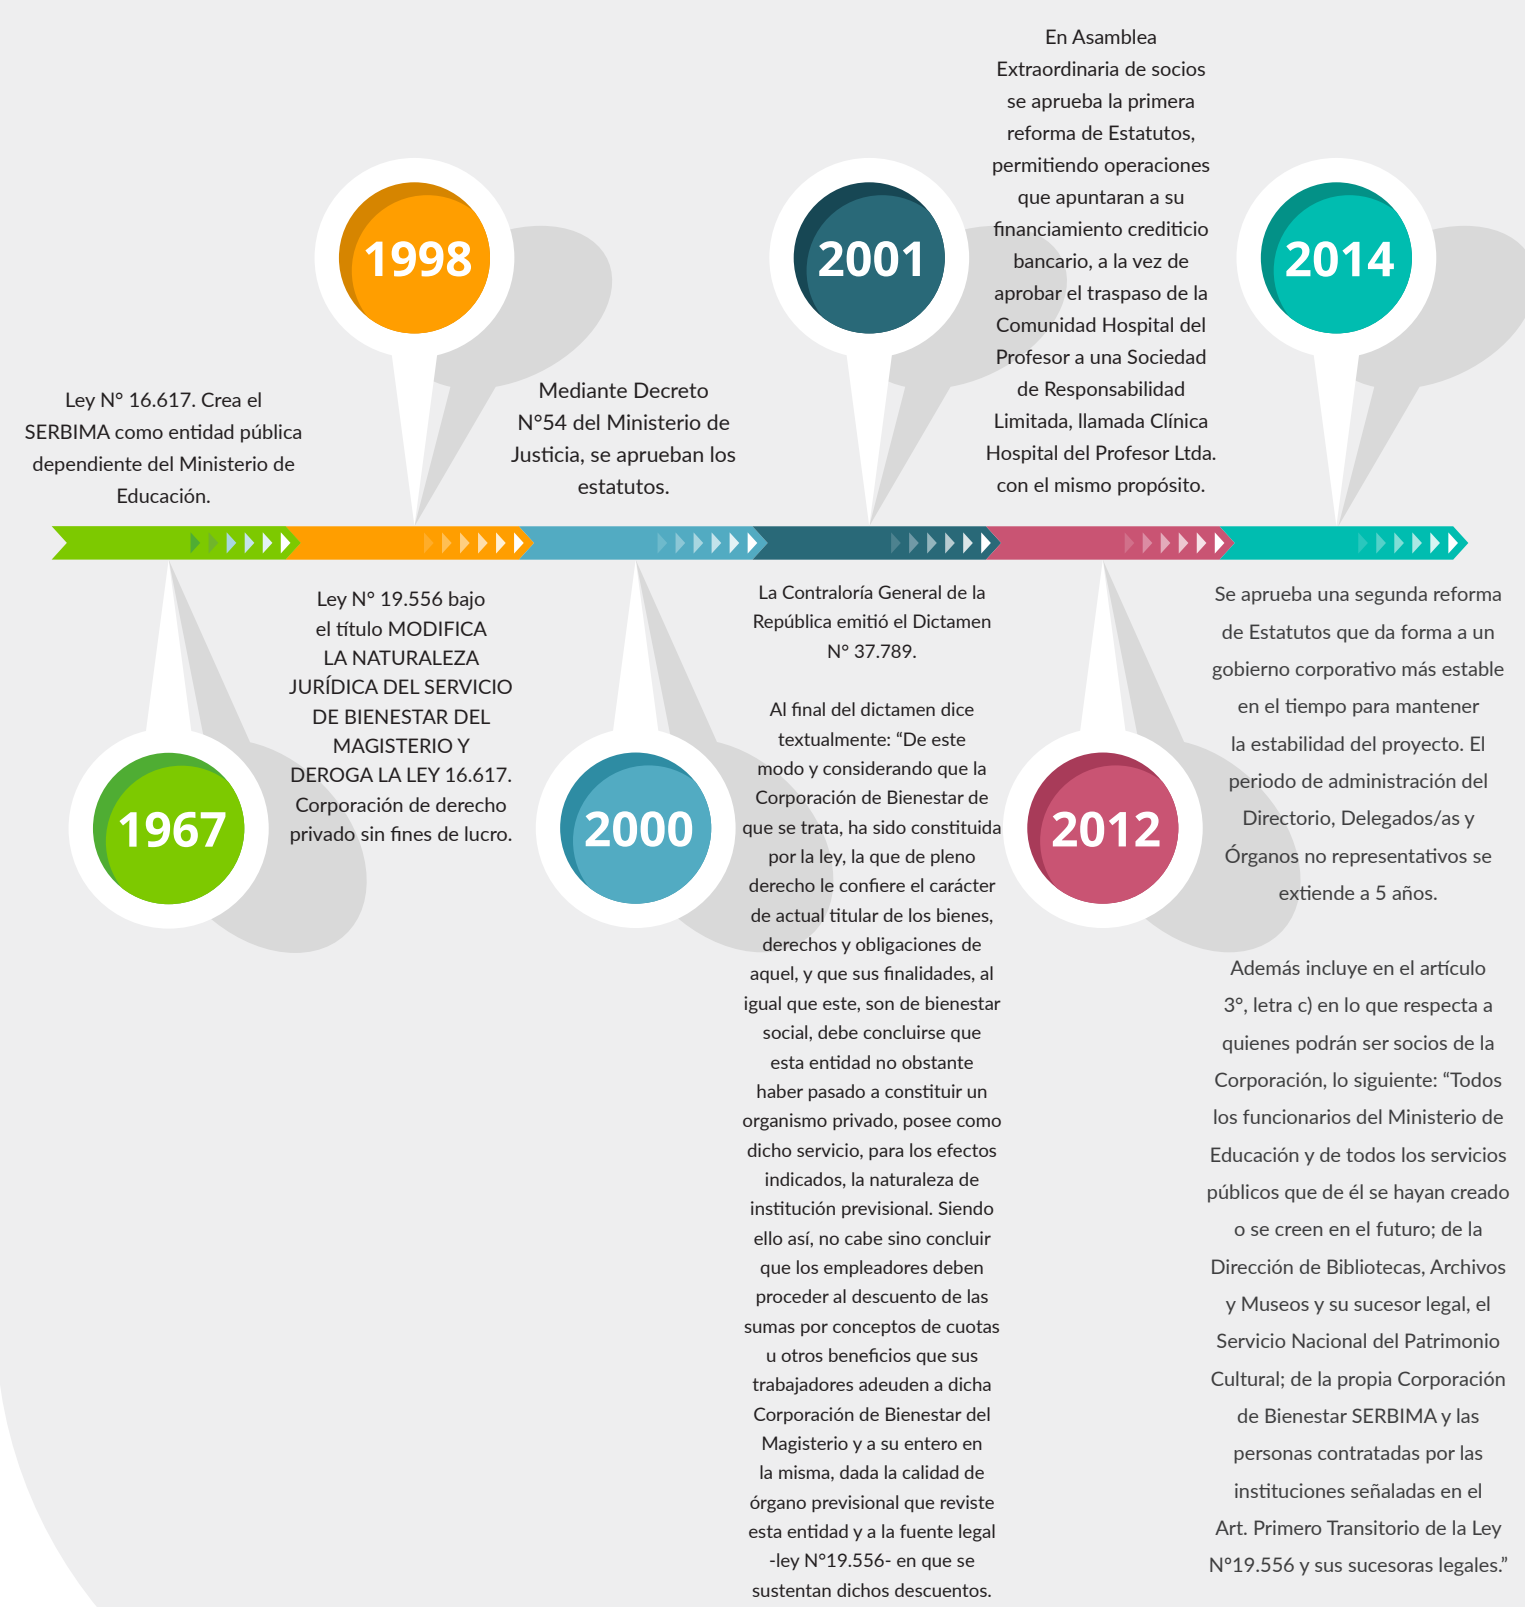 1967
Ley N° 16.617. Crea el
SERBIMA como entidad pública
dependiente del Ministerio de
Educación.
1998
Ley N° 19.556 bajo
el título MODIFICA
LA NATURALEZA
JURÍDICA DEL SERVICIO
DE BIENESTAR DEL
MAGISTERIO Y
DEROGA LA LEY 16.617.
Corporación de derecho
privado sin fines de lucro.
2000
Mediante Decreto
N°54 del Ministerio de
Justicia, se aprueban los
estatutos.
2001
La Contraloría General de la
República emitió el Dictamen
N° 37.789.
Al final del dictamen dice
textualmente: “De este
modo y considerando que la
Corporación de Bienestar de
que se trata, ha sido constituida
por la ley, la que de pleno
derecho le confiere el carácter
de actual titular de los bienes,
derechos y obligaciones de
aquel, y que sus finalidades, al
igual que este, son de bienestar
social, debe concluirse que
esta entidad no obstante
haber pasado a constituir un
organismo privado, posee como
dicho servicio, para los efectos
indicados, la naturaleza de
institución previsional. Siendo
ello así, no cabe sino concluir
que los empleadores deben
proceder al descuento de las
sumas por conceptos de cuotas
u otros beneficios que sus
trabajadores adeuden a dicha
Corporación de Bienestar del
Magisterio y a su entero en
la misma, dada la calidad de
órgano previsional que reviste
esta entidad y a la fuente legal
-ley N°19.556- en que se
sustentan dichos descuentos.
2012
En Asamblea
Extraordinaria de socios
se aprueba la primera
reforma de Estatutos,
permitiendo operaciones
que apuntaran a su
financiamiento crediticio
bancario, a la vez de
aprobar el traspaso de la
Comunidad Hospital del
Profesor a una Sociedad
de Responsabilidad
Limitada, llamada Clínica
Hospital del Profesor Ltda.
con el mismo propósito.
2014
Se aprueba una segunda reforma
de Estatutos que da forma a un
gobierno corporativo más estable
en el tiempo para mantener
la estabilidad del proyecto. El
periodo de administración del
Directorio, Delegados/as y
Órganos no representativos se
extiende a 5 años.
Además incluye en el artículo
3°, letra c) en lo que respecta a
quienes podrán ser socios de la
Corporación, lo siguiente: “Todos
los funcionarios del Ministerio de
Educación y de todos los servicios
públicos que de él se hayan creado
o se creen en el futuro; de la
Dirección de Bibliotecas, Archivos
y Museos y su sucesor legal, el
Servicio Nacional del Patrimonio
Cultural; de la propia Corporación
de Bienestar SERBIMA y las
personas contratadas por las
instituciones señaladas en el
Art. Primero Transitorio de la Ley
N°19.556 y sus sucesoras legales.”